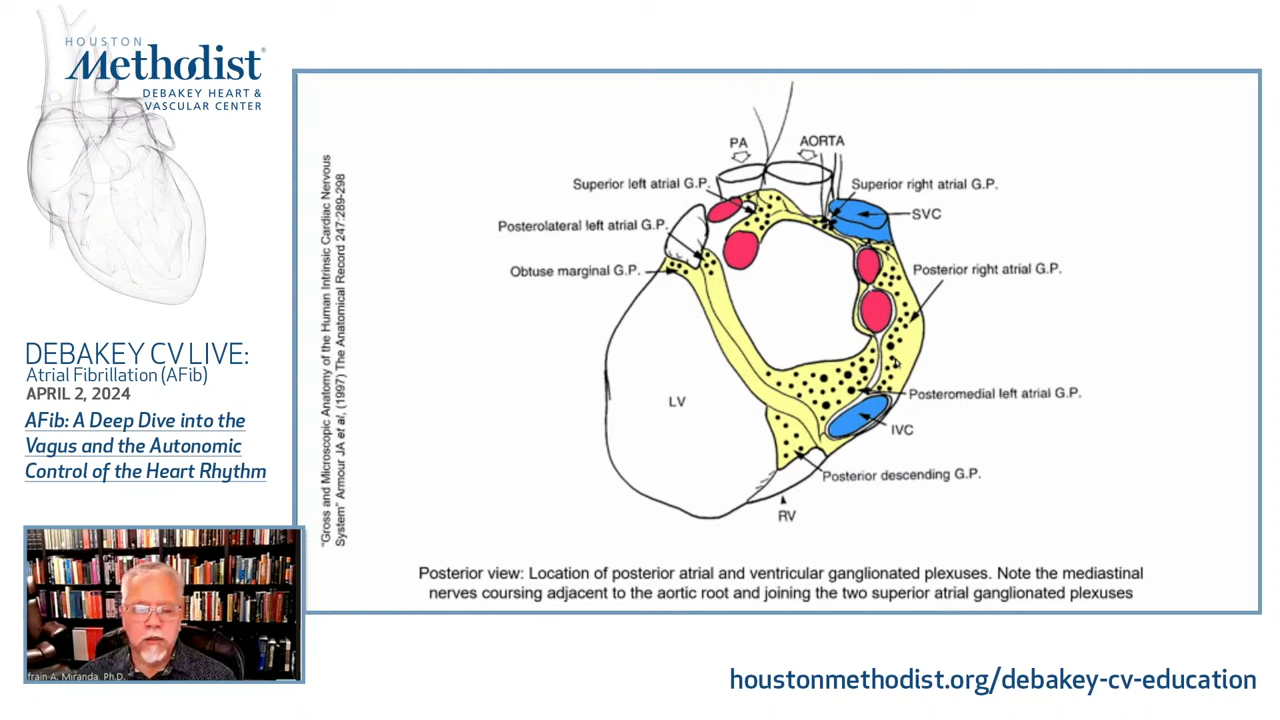 HOUSTON
Methodist®
DEBAKEY HEART &
VASCULAR CENTER
DEBAKEY CV LIVE:
Atrial Fibrillation (AFib)
APRIL 2, 2024
AFib: A Deep Dive into the
Vagus and the Autonomic
Control of the Heart Rhythm
frain A. Miranda, Ph.D.
"Gross and Microscopic Anatomy of the Human Intrinsic Cardiac Nervous
System" Armour JA et al, (1997) The Anatomical Record 247:289-298
PA
AORTA
Superior left atrial G.P.
Superior right atrial G.P.
SVC
Posterolateral left atrial G.P.
Obtuse marginal G.P.
Posterior right atrial G.P.
LV
Posteromedial left atrial G.P.
IVC
Posterior descending G.P.
RV
Posterior view: Location of posterior atrial and ventricular ganglionated plexuses. Note the mediastinal
nerves coursing adjacent to the aortic root and joining the two superior atrial ganglionated plexuses
houstonmethodist.org/debakey-cv-education